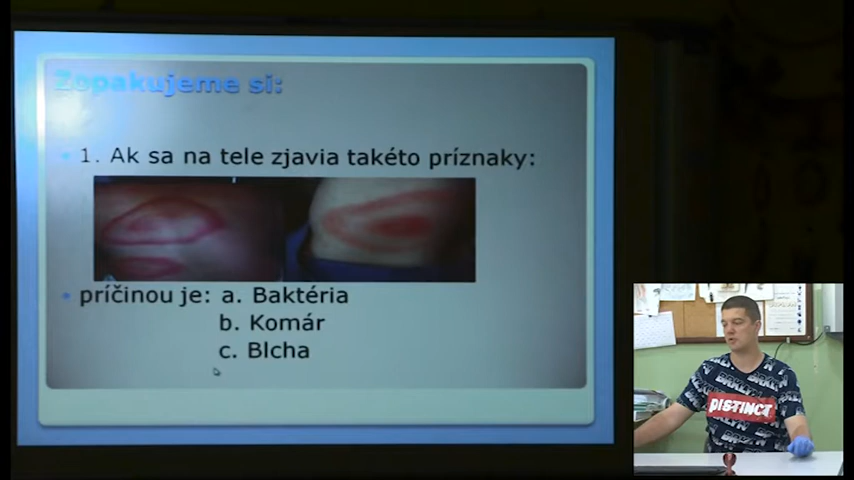 Zopakujeme si:
1. Ak sa na tele zjavia takéto príznaky:
príčinou je: a. Baktéria
b. Komár
c. Blcha
DISTINCT